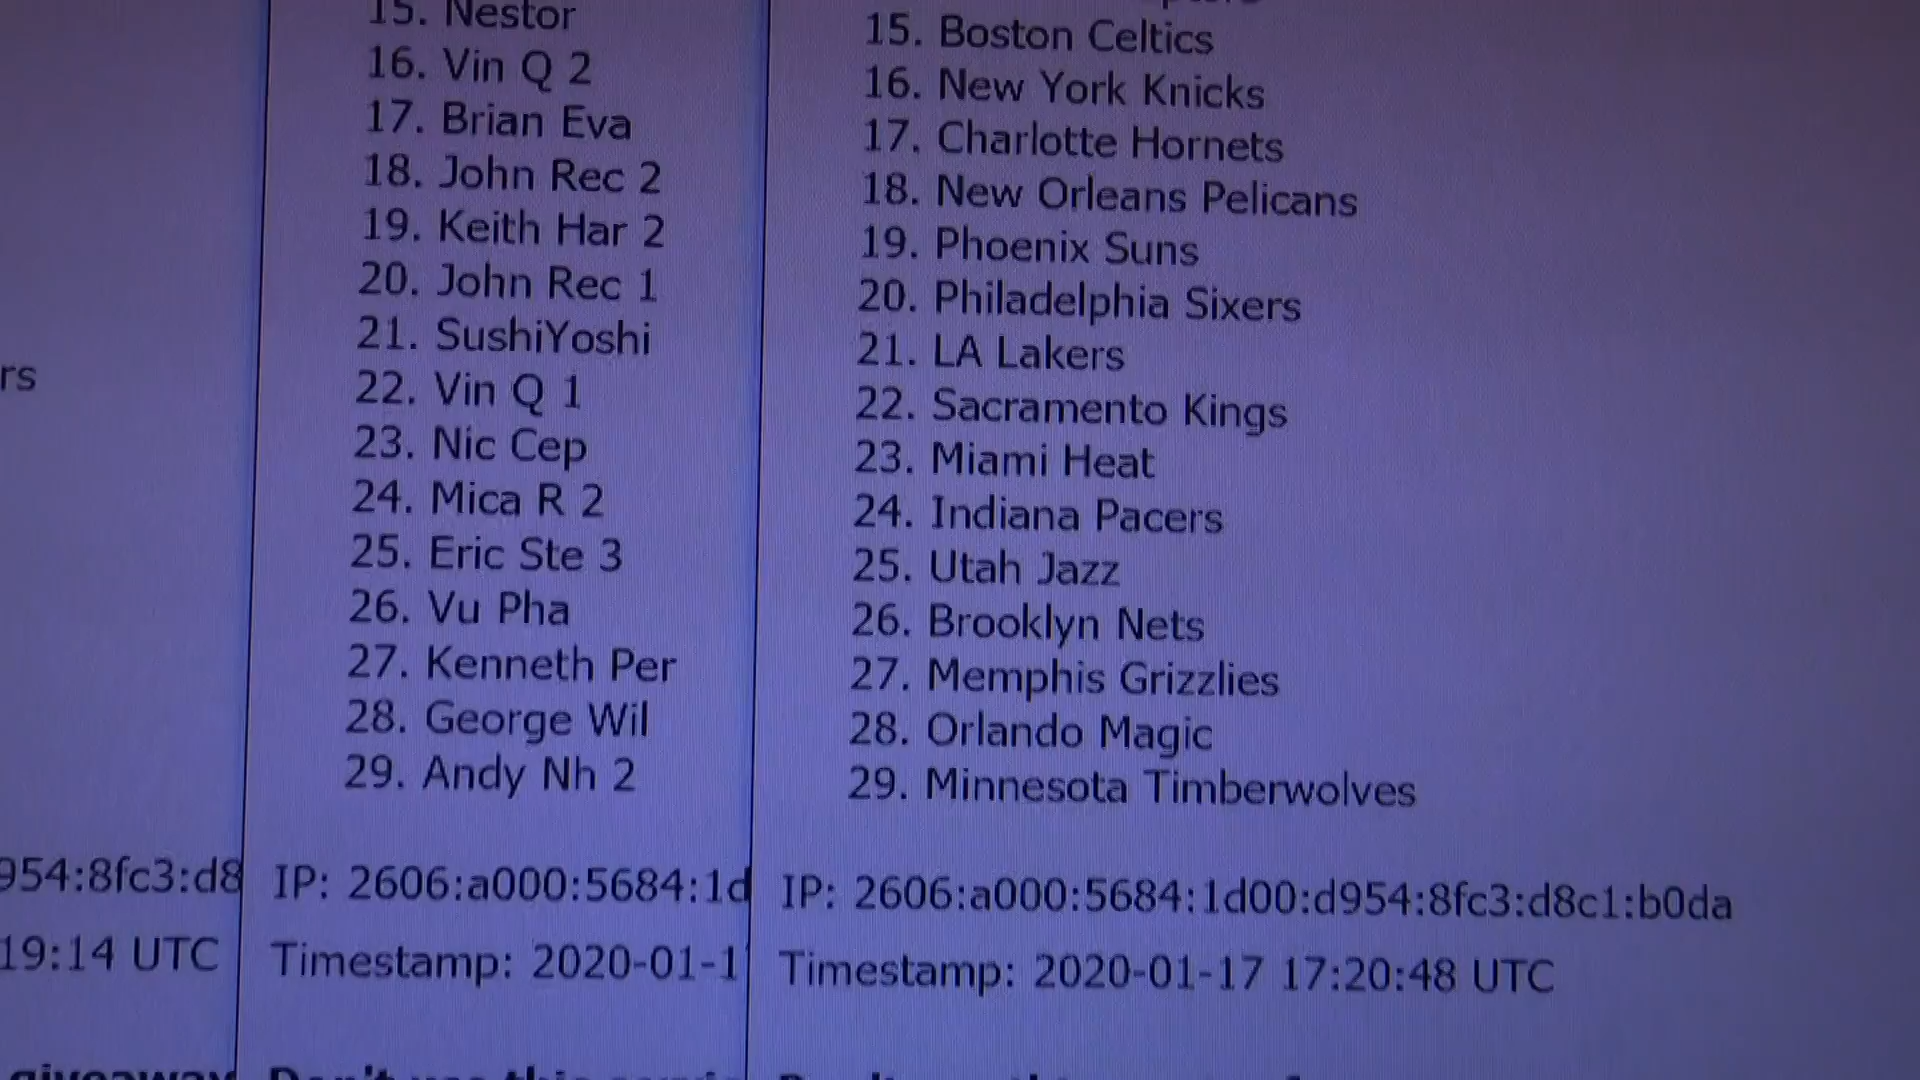 rs
954:8fc3:d8
19:14 UTC
15. Nestor
16. Vin Q 2
17. Brian Eva
18. John Rec 2
19. Keith Har 2
20. John Rec 1
21. SushiYoshi
22. Vin Q 1
23. Nic Cep
24. Mica R 2
25. Eric Ste 3
26. Vu Pha
27. Kenneth Per
28. George Wil
29. Andy Nh 2
IP: 2606:a000:5684:1d
Timestamp: 2020-01-1
15. Boston Celtics
16. New York Knicks
17. Charlotte Hornets
18. New Orleans Pelicans
19. Phoenix Suns
20. Philadelphia Sixers
21. LA Lakers
22. Sacramento Kings
23. Miami Heat
24. Indiana Pacers
25. Utah Jazz
26. Brooklyn Nets
27. Memphis Grizzlies
28. Orlando Magic
29. Minnesota Timberwolves
IP: 2606:a000:5684:1d00:d954:8fc3:d8c1:b0da
Timestamp: 2020-01-17 17:20:48 UTC